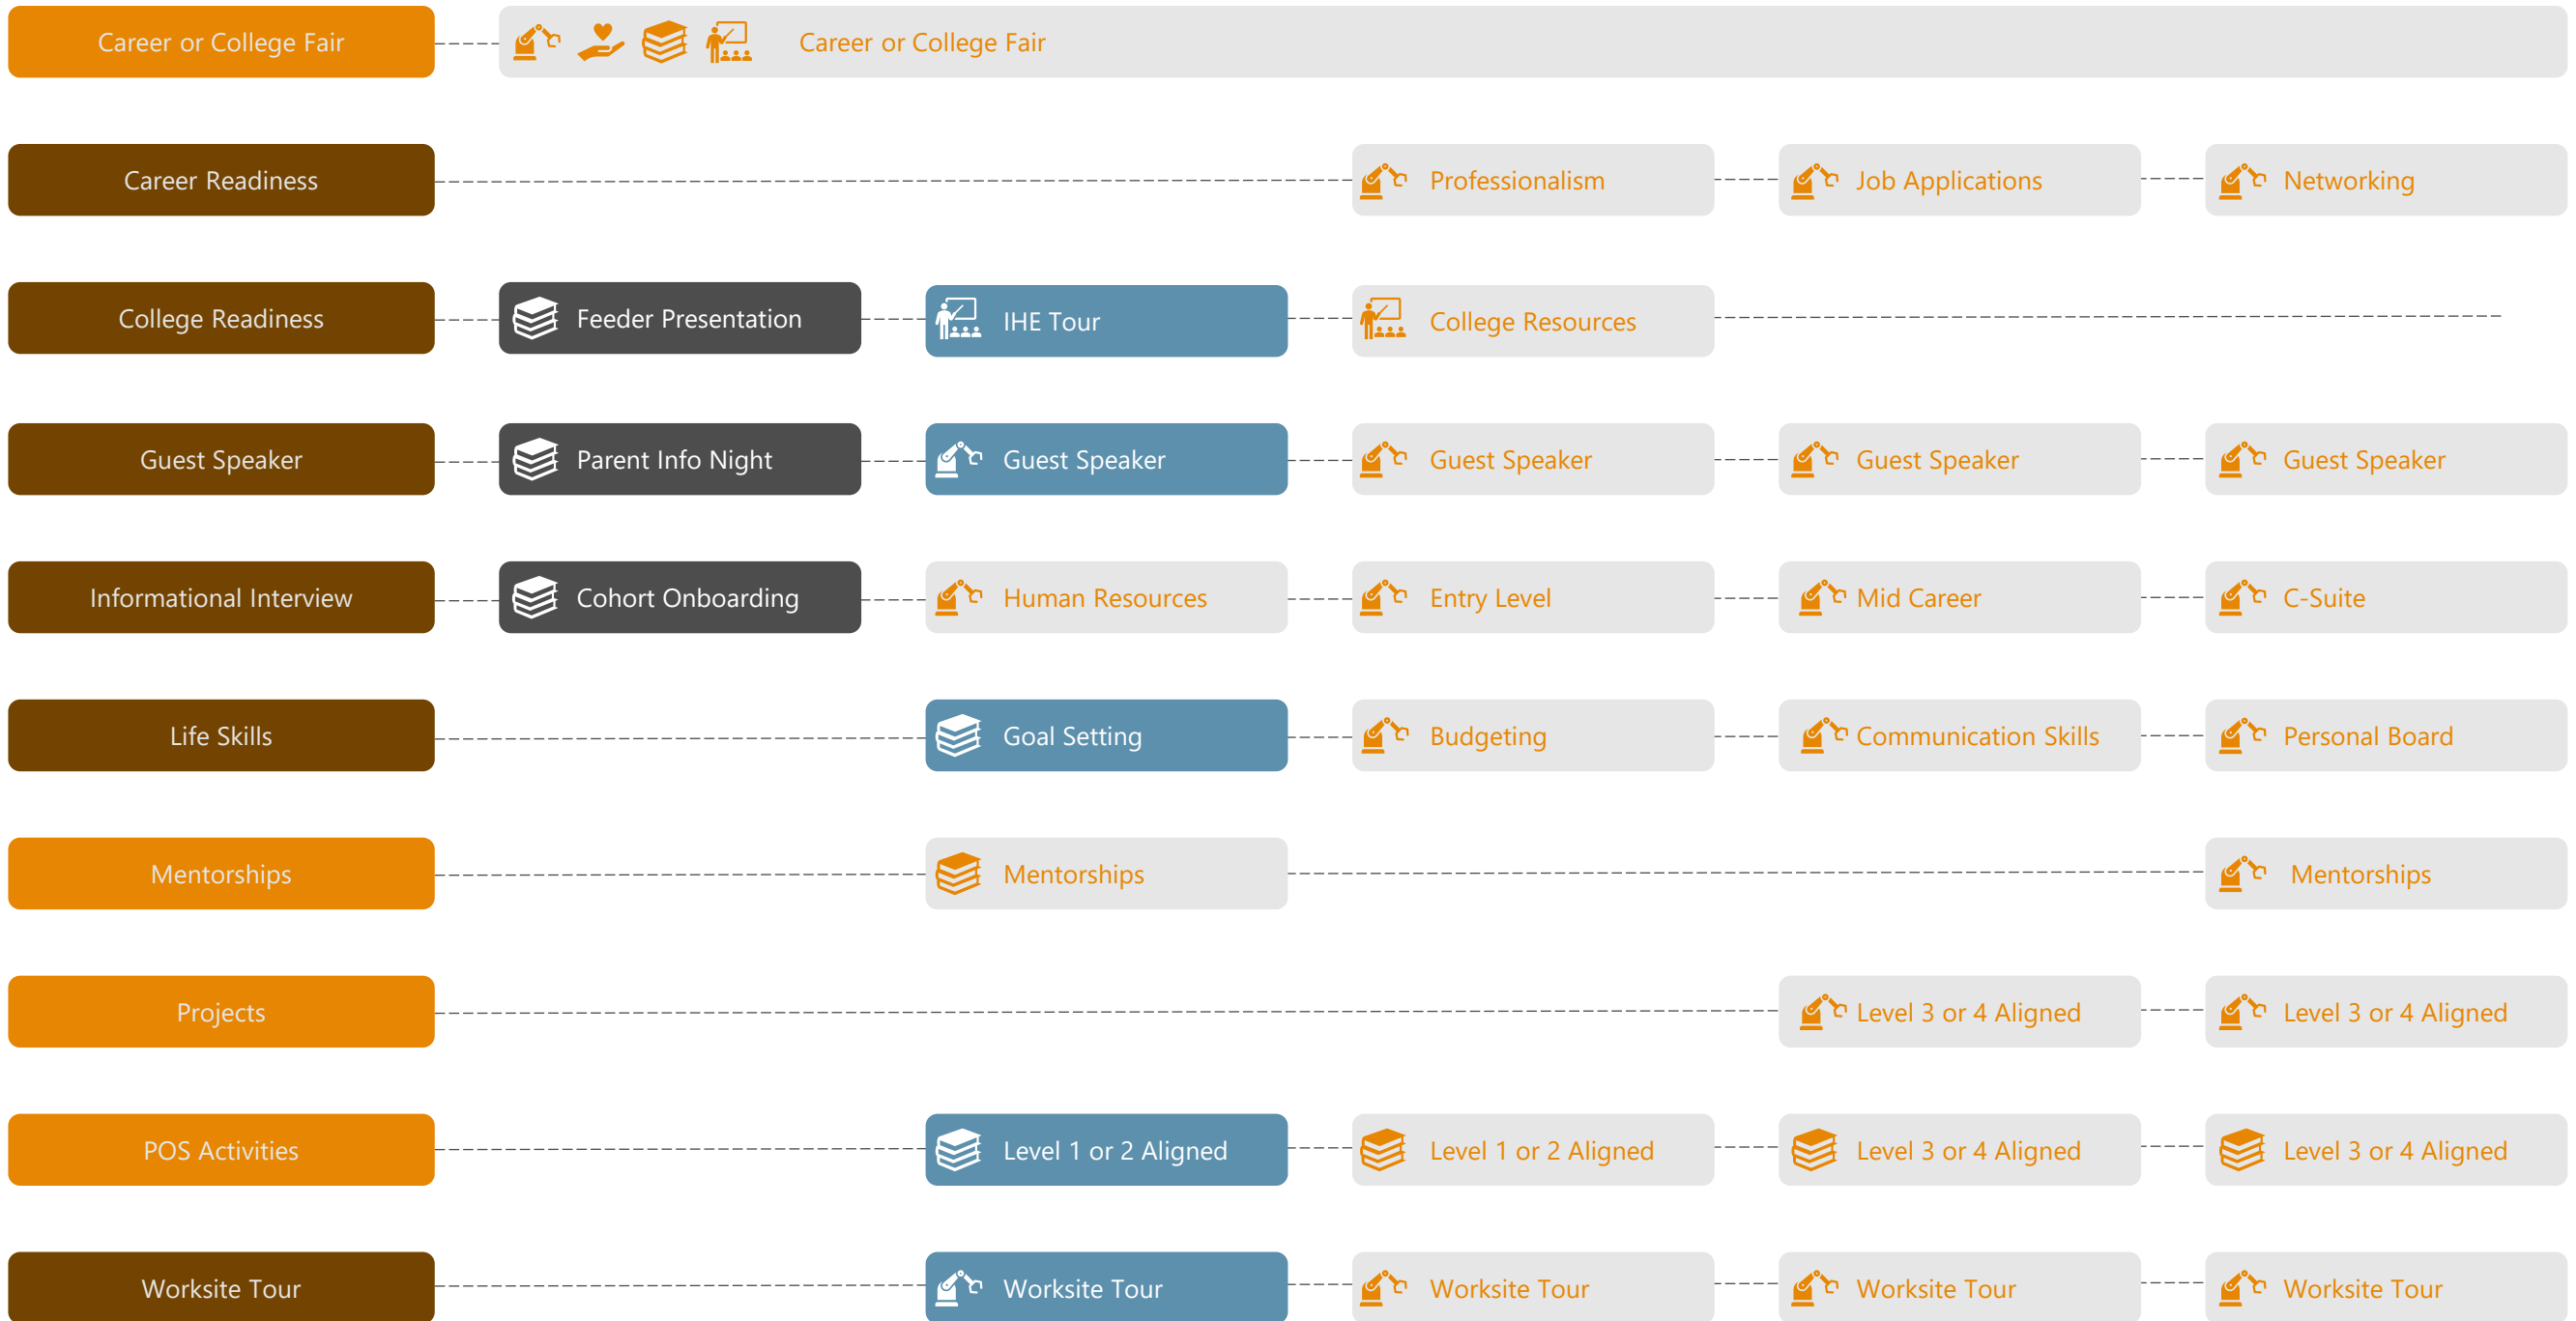 Career or College Fair
Career or College Fair
Career Readiness
Professionalism
Job Applications
Networking
College Readiness
Feeder Presentation
IHE Tour
College Resources
Guest Speaker
Parent Info Night
Guest Speaker
Guest Speaker
Guest Speaker
Guest Speaker
Informational Interview
Cohort Onboarding
Human Resources
Entry Level
Mid Career
C-Suite
Life Skills
Goal Setting
Budgeting
Communication Skills
Personal Board
Mentorships
Mentorships
Mentorships
Projects
Level 3 or 4 Aligned
Level 3 or 4 Aligned
POS Activities
Level 1 or 2 Aligned
Level 1 or 2 Aligned
Level 3 or 4 Aligned
Level 3 or 4 Aligned
Worksite Tour
Worksite Tour
Worksite Tour
Worksite Tour
Worksite Tour